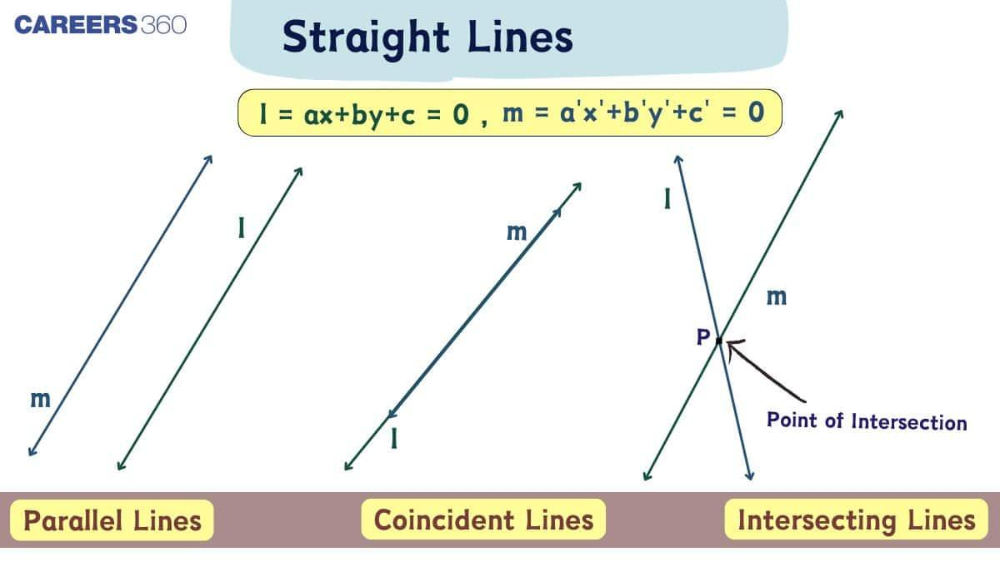 CAREERS360
Straight Lines
l = ax+by+c = 0 , m = a'x'+b'y'+c' = 0
l
l
m
m
P
m
l
Point of Intersection
Parallel Lines
Coincident Lines
Intersecting Lines